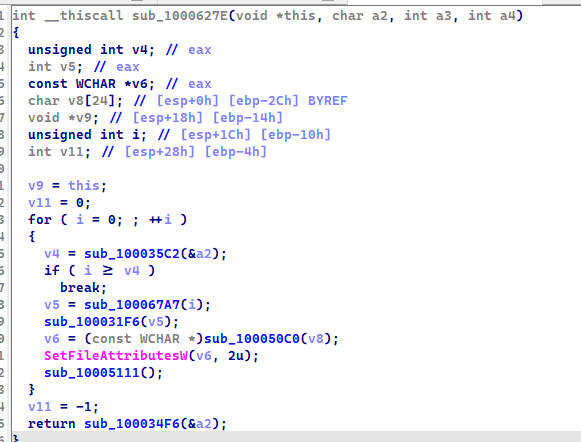 1 int __thiscall sub_1000627E(void *this, char a2, int a3, int a4)
2 {
3 unsigned int v4; // eax
4 int v5; // eax
5 const WCHAR *v6; // eax
6 char v8[24]; // [esp+0h] [ebp-2Ch] BYREF
7 void *v9; // [esp+18h] [ebp-14h]
8 unsigned int i; // [esp+1Ch] [ebp-10h]
9 int v11; // [esp+28h] [ebp-4h]
0
1 v9 = this;
2 v11 = 0;
3 for ( i = 0; ; ++i )
4 {
5 v4 = sub_100035C2(&a2);
6 if ( i >= v4 )
7 break;
8 v5 = sub_100067A7(i);
9 sub_100031F6(v5);
0 v6 = (const WCHAR *)sub_100050C0(v8);
1 SetFileAttributesW(v6, 2u);
2 sub_10005111();
3 }
4 v11 = -1;
5 return sub_100034F6(&a2);
6 }